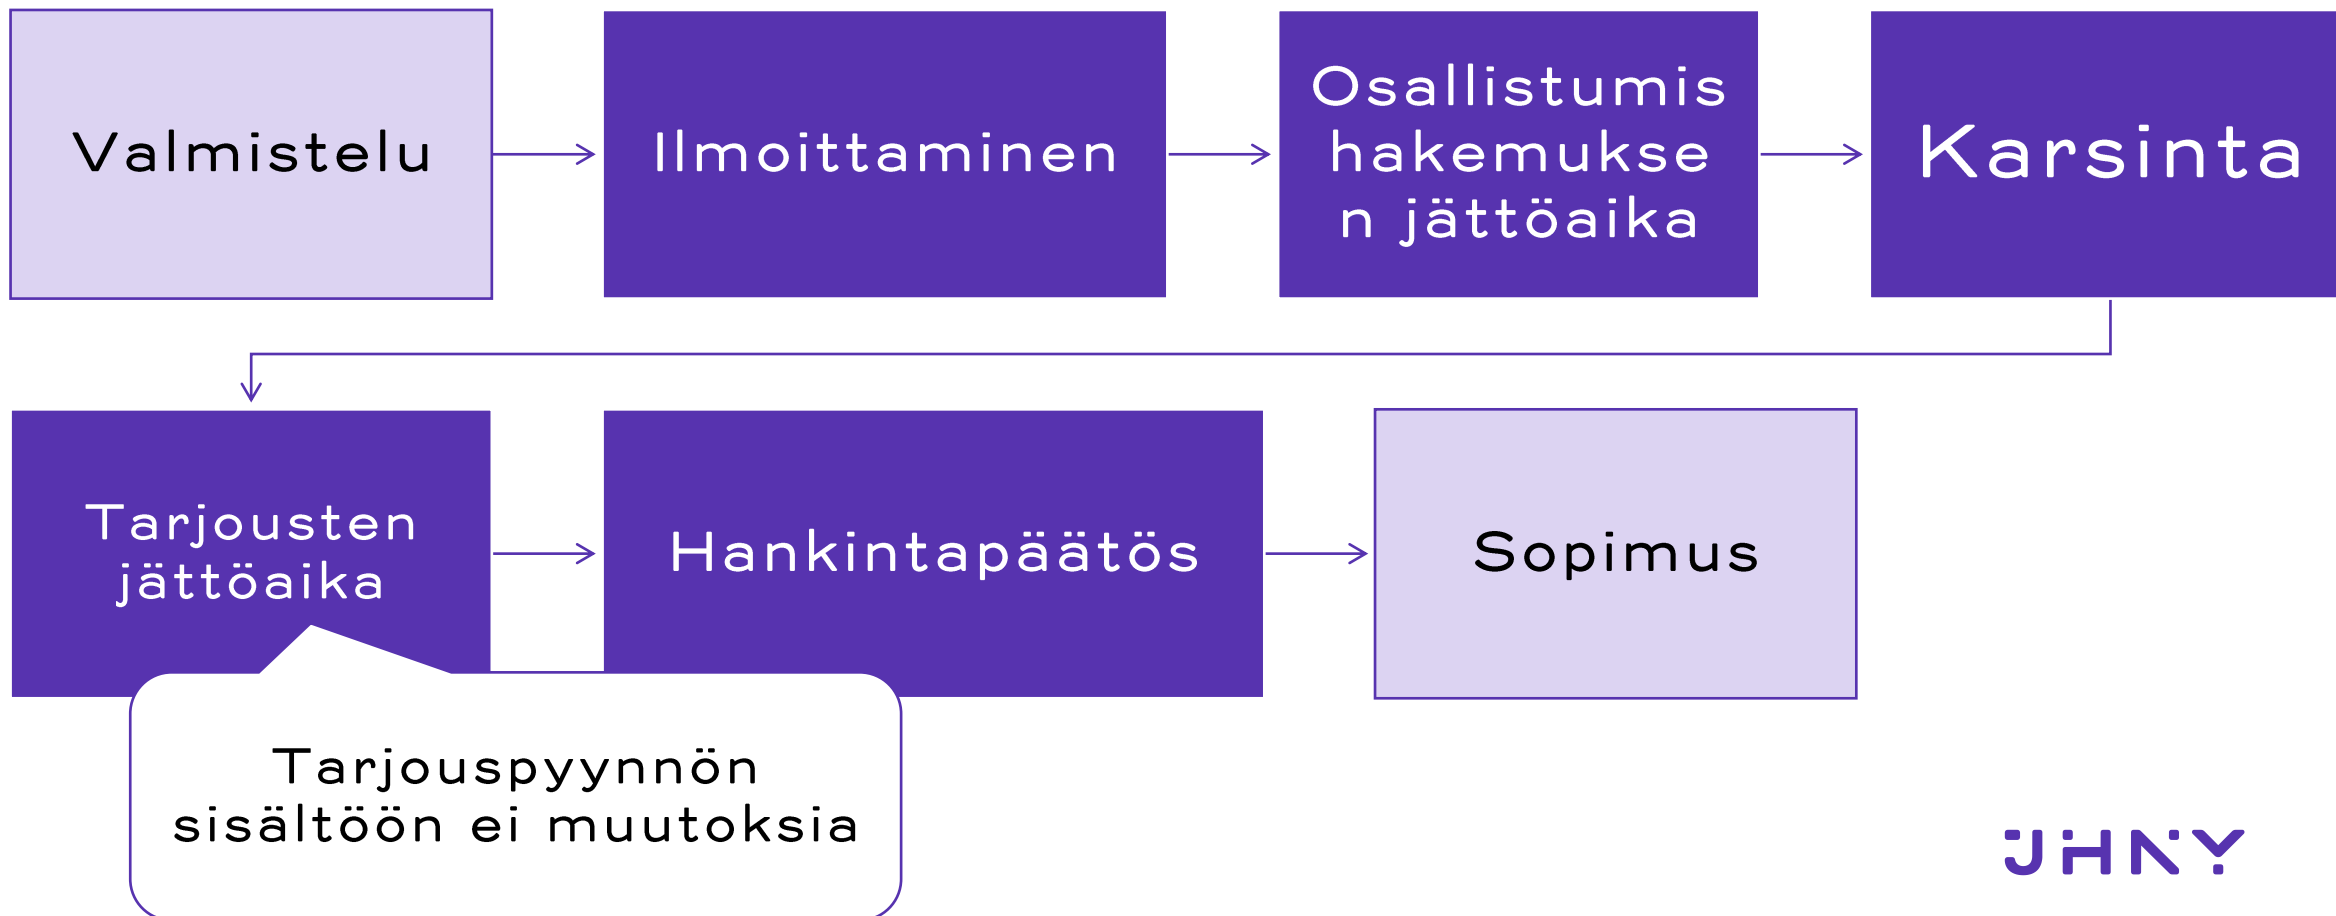 Valmistelu
Ilmoittaminen
Osallistumis
hakemukse
n jättöaika
Karsinta
Tarjousten
jättöaika
Hankintapäätös
Sopimus
Tarjouspyynnön
sisältöön ei muutoksia
JHNY